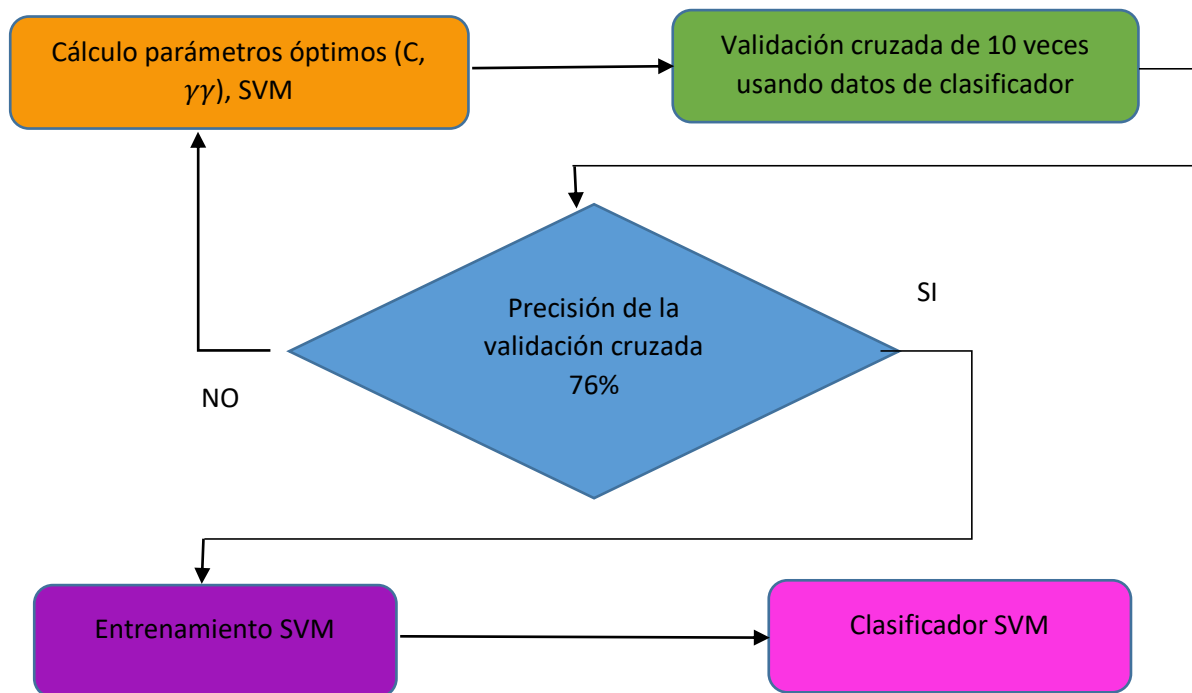 Cálculo parámetros óptimos (C,
𝛾𝛾), SVM
Validación cruzada de 10 veces
usando datos de clasificador
Precisión de la
validación cruzada
76%
SI
NO
Entrenamiento SVM
Clasificador SVM